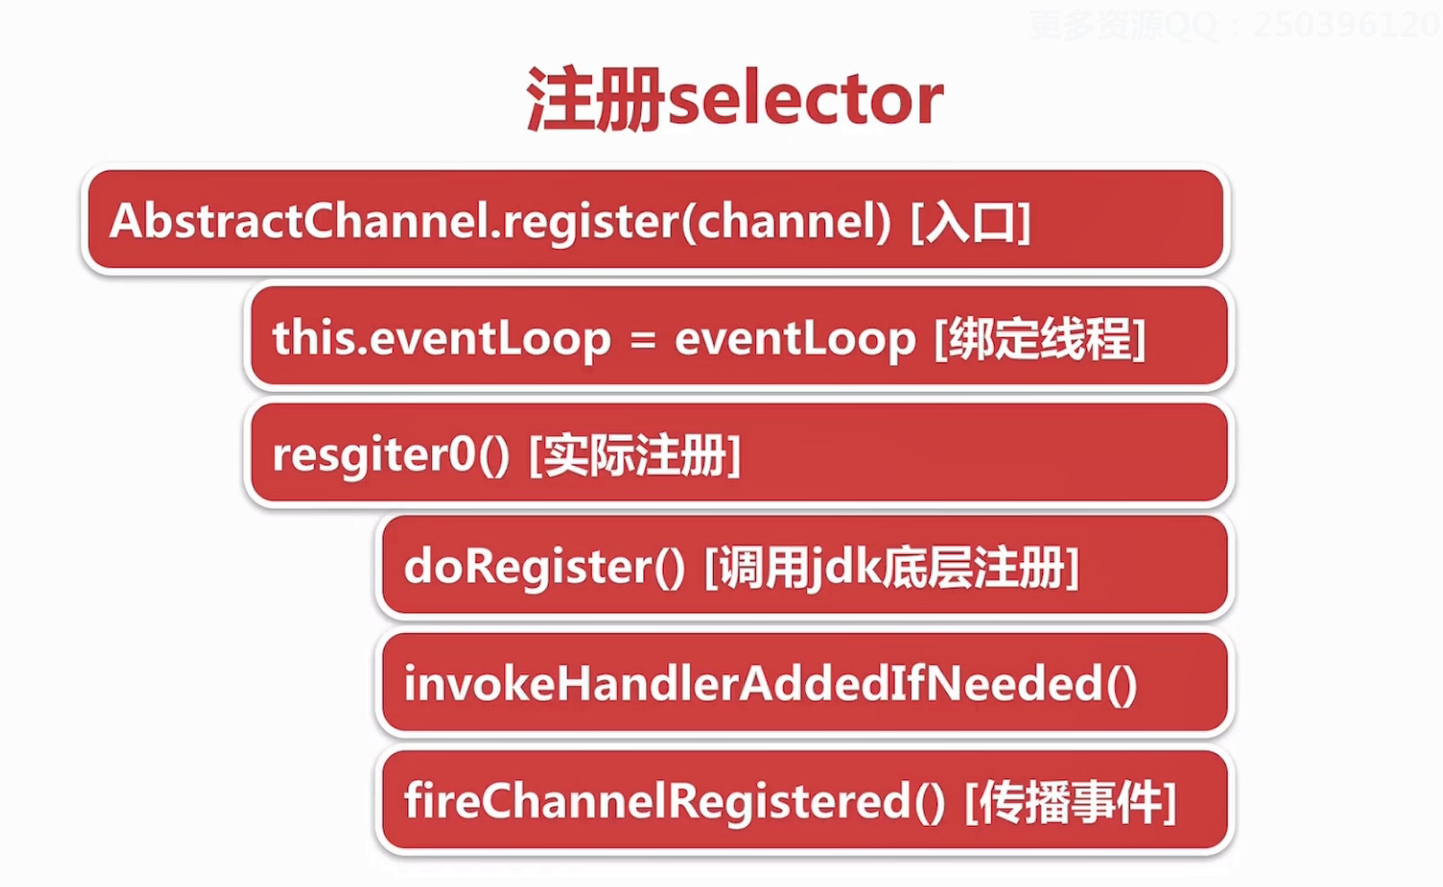 更多资源QQ：250396120
注册selector
AbstractChannel.register(channel) [入口]
this.eventLoop = eventLoop [绑定线程]
resgiter0() [实际注册]
doRegister() [调用jdk底层注册]
invokeHandlerAddedIfNeeded()
fireChannelRegistered() [传播事件]